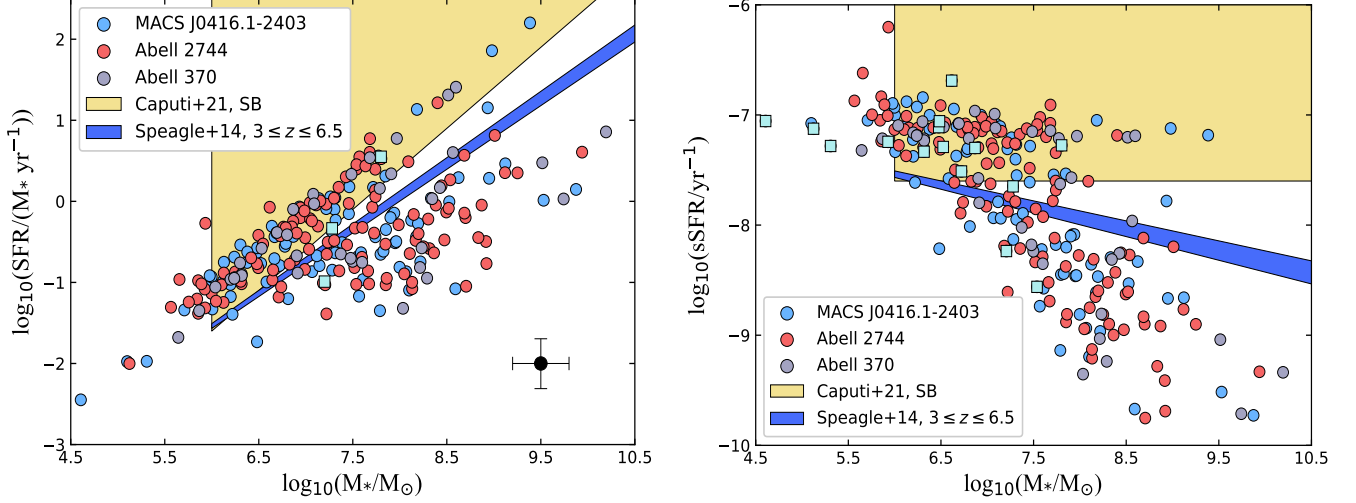 2
1
0
−1
−2
−3
4.5 5.5 6.5 7.5 8.5 9.5 10.5
log10(SFR/(M* yr−1))
log10(M*/M⊙)
MACS J0416.1-2403
Abell 2744
Abell 370
Caputi+21, SB
Speagle+14, 3 ≤ z ≤ 6.5
−6
−7
−8
−9
−10
4.5 5.5 6.5 7.5 8.5 9.5 10.5
log10(sSFR/yr−1)
log10(M*/M⊙)
MACS J0416.1-2403
Abell 2744
Abell 370
Caputi+21, SB
Speagle+14, 3 ≤ z ≤ 6.5